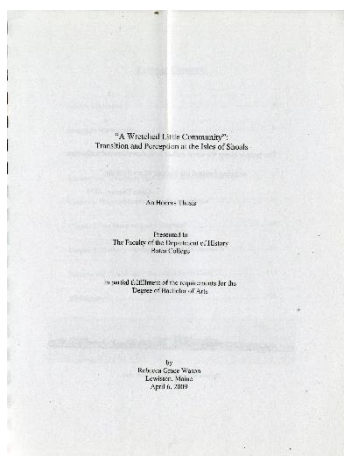 "A Wretched Little Community":
Transition and Perception at the Isles of Shoals
An Honors Thesis
Presented to
The Faculty of the Department of History
Bates College
in partial fulfillment of the requirements for the
Degree of Bachelor of Arts
by
Rebecca Grace
Lewiston, Maine
April 6, 2009